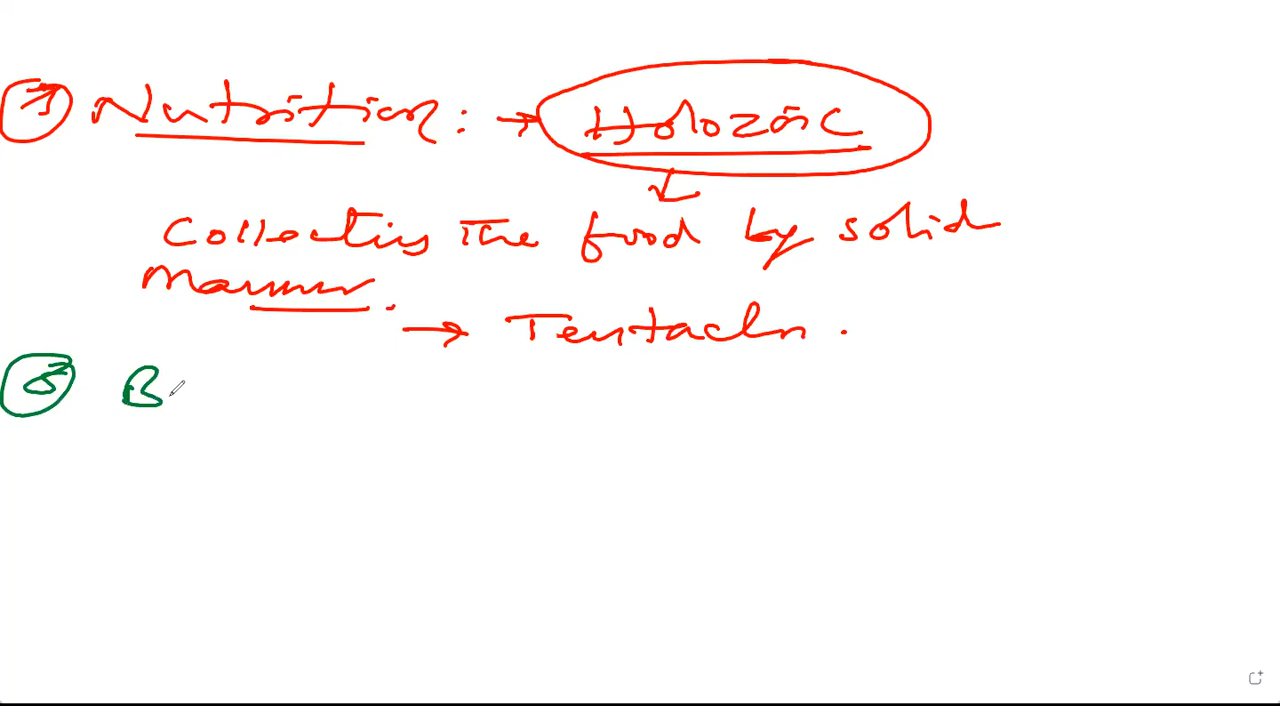 7 Nutrition : → Holozoic
Collecting the food by solid
manner.
→ Tentacles.
8 B